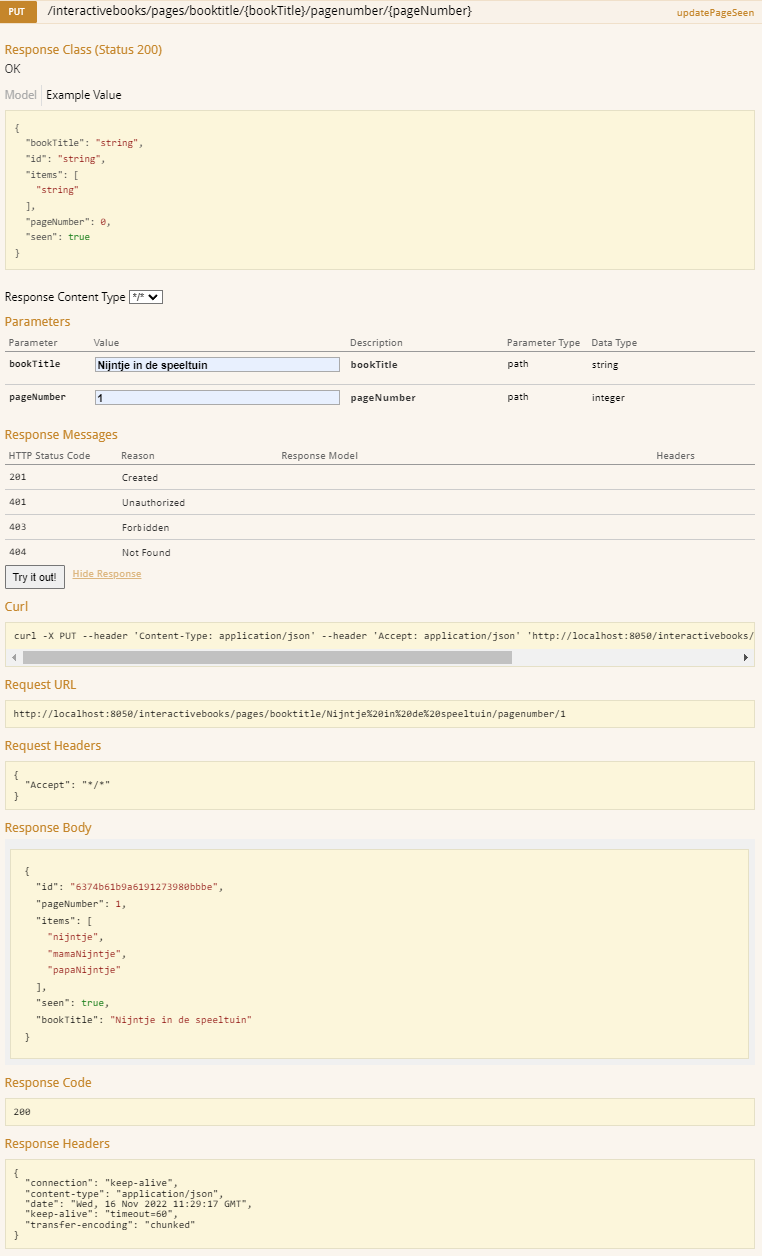 PUT /interactivebooks/pages/booktitle/{bookTitle}/pagenumber/{pageNumber} updatePageSeen
Response Class (Status 200)
OK
Model Example Value
{
"bookTitle": "string",
"id": "string",
"items": [
"string"
],
"pageNumber": 0,
"seen": true
}
Response Content Type */*
Parameters
Parameter Value Description Parameter Type Data Type
bookTitle Nijntje in de speeltuin bookTitle path string
pageNumber 1 pageNumber path integer
Response Messages
HTTP Status Code Reason Response Model Headers
201 Created
401 Unauthorized
403 Forbidden
404 Not Found
Try it out! Hide Response
Curl
curl -X PUT --header 'Content-Type: application/json' --header 'Accept: application/json' 'http://localhost:8050/interactivebooks/
Request URL
http://localhost:8050/interactivebooks/pages/booktitle/Nijntje%20in%20de%20speeltuin/pagenumber/1
Request Headers
{
"Accept": "*/*"
}
Response Body
{
"id": "6374b61b9a6191273980bbbe",
"pageNumber": 1,
"items": [
"nijntje",
"mamaNijntje",
"papaNijntje"
],
"seen": true,
"bookTitle": "Nijntje in de speeltuin"
}
Response Code
200
Response Headers
{
"connection": "keep-alive",
"content-type": "application/json",
"date": "Wed, 16 Nov 2022 11:29:17 GMT",
"keep-alive": "timeout=60",
"transfer-encoding": "chunked"
}